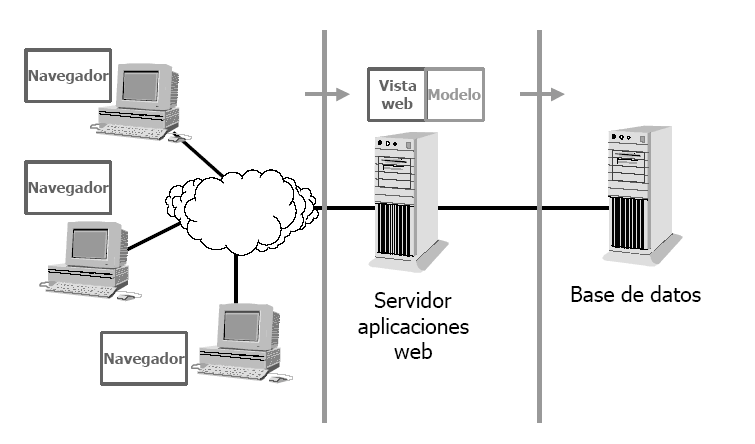 Navegador
Vista
web
Modelo
Navegador
Navegador
Servidor
aplicaciones
web
Base de datos